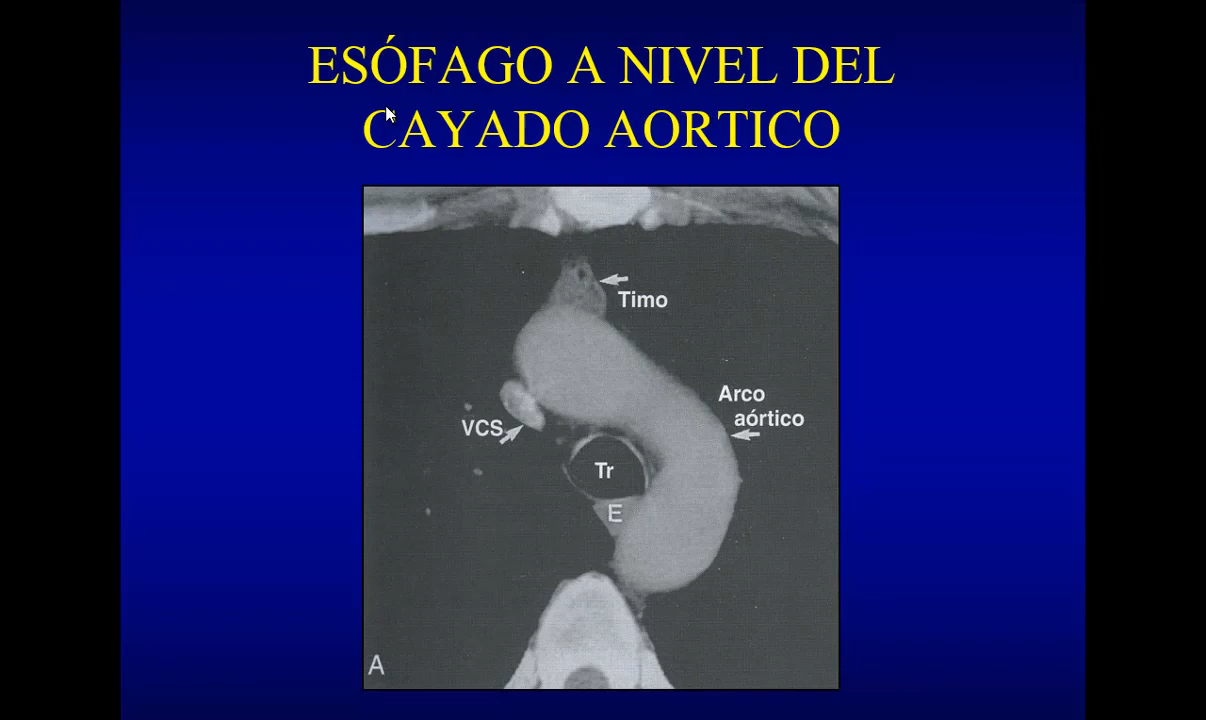 ESÓFAGO A NIVEL DEL
CAYADO AORTICO
Timo
Arco
aórtico
VCS
Tr
E
A